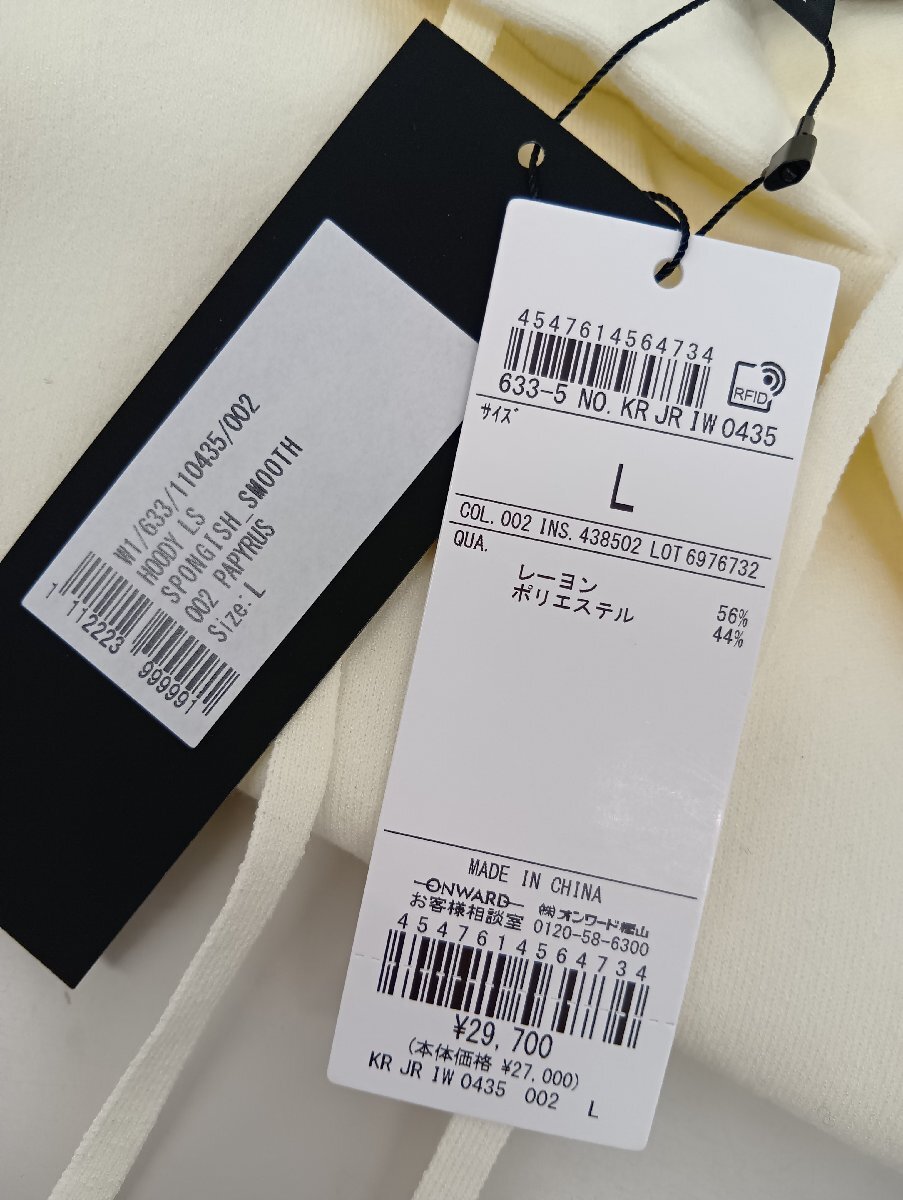 W1/633/110435/002
HOODY LS
SPONGISH_SMOOTH
002 PAPYRUS
Size: L
1 112223 999991
4547614564734
RFID
633-5 NO. KR JR IW 0435
サイズ
L
COL. 002 INS. 438502 LOT 6976732
QUA.
レーヨン 56%
ポリエステル 44%
MADE IN CHINA
ONWARD ㈱オンワード樫山
お客様相談室 0120-58-6300
4547614564734
¥29,700
(本体価格 ¥27,000)
KR JR IW 0435 002 L